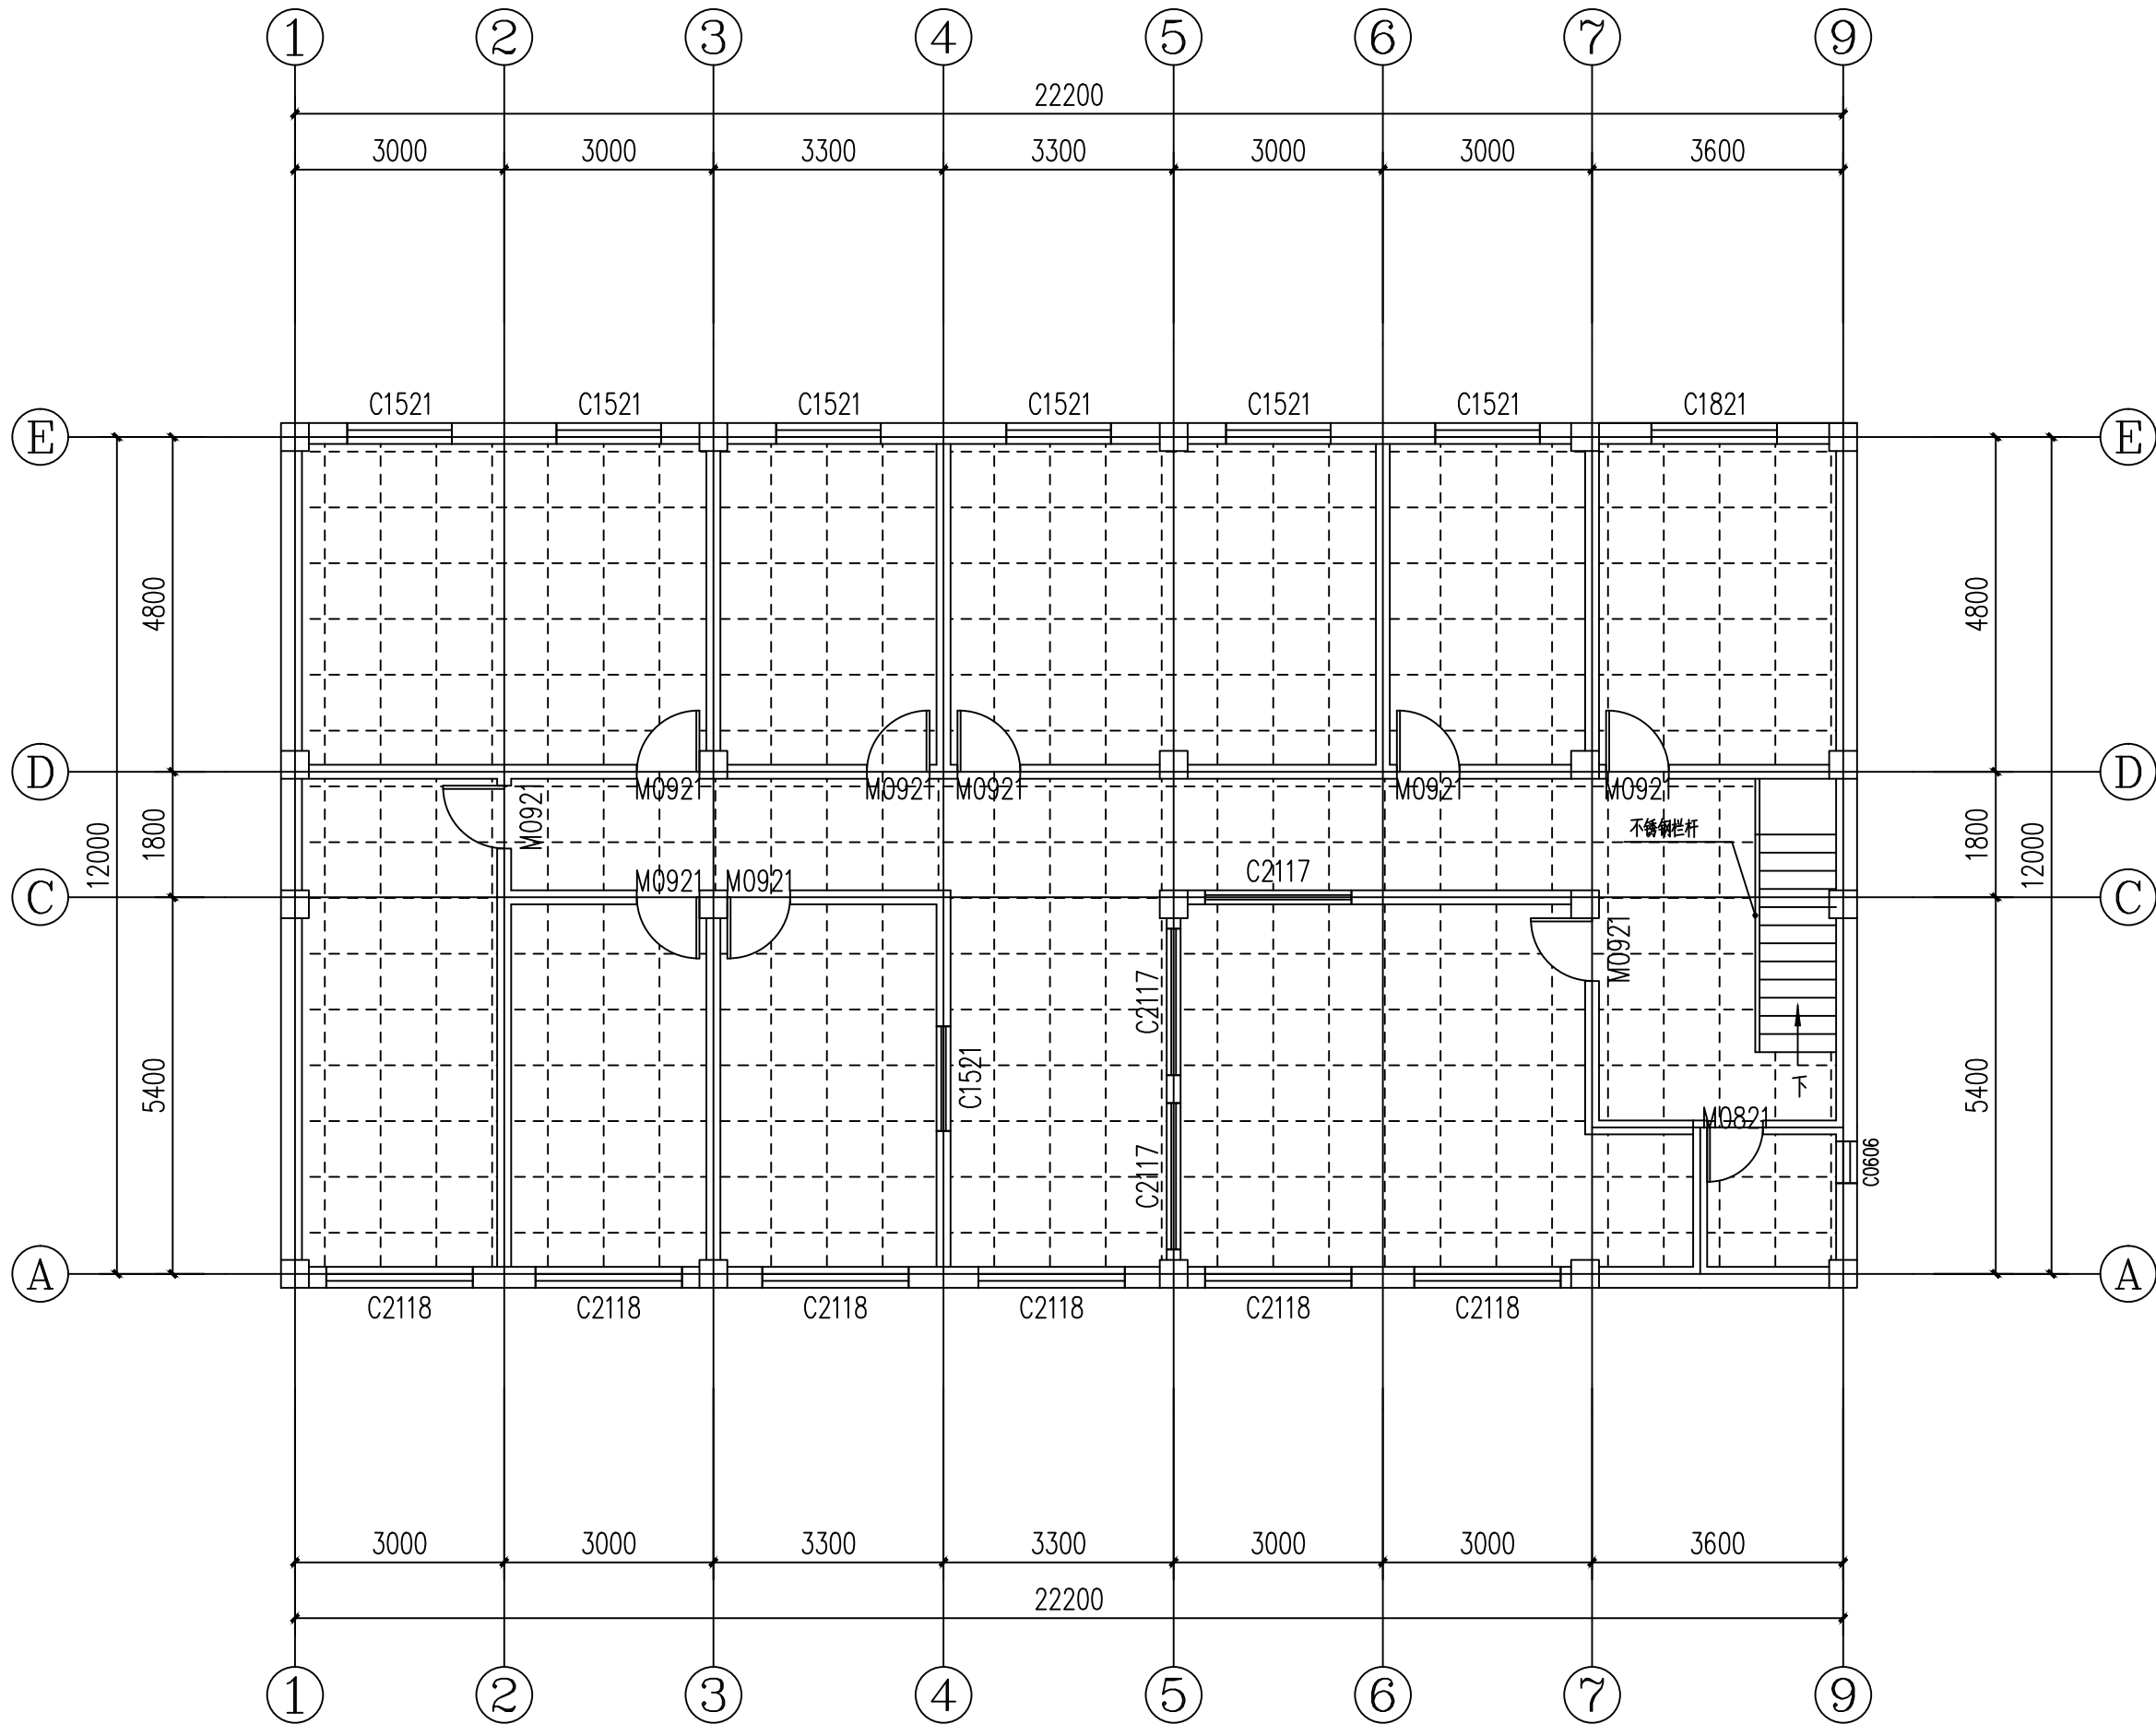 1 2 3 4 5 6 7 9
22200
3000 3000 3300 3300 3000 3000 3600
C1521 C1521 C1521 C1521 C1521 C1521 C1821
E E
4800 4800
D D
M0921 M0921 M0921 M0921 M0921
M0921
12000 1800 1800 12000
不锈钢栏杆
C2117
M0921 M0921
C C
M0921
C2117
C1521
5400 5400
下
M0821
C2117
C0606
A A
C2118 C2118 C2118 C2118 C2118 C2118
3000 3000 3300 3300 3000 3000 3600
22200
1 2 3 4 5 6 7 9